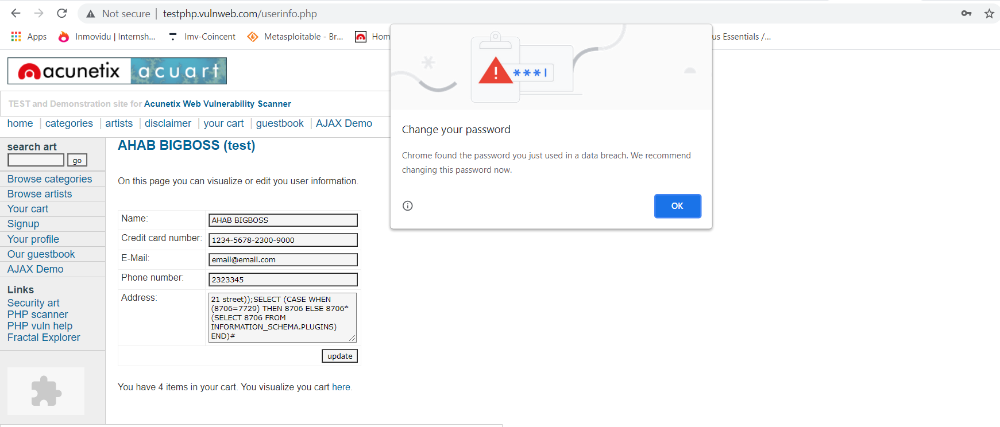 Not secure | testphp.vulnweb.com/userinfo.php
Apps Inmovidu | Internsh... Imv-Coincent Metasploitable - Br... Hom us Essentials /...
acunetix acuart
TEST and Demonstration site for Acunetix Web Vulnerability Scanner
home | categories | artists | disclaimer | your cart | guestbook | AJAX Demo
search art
go
Browse categories
Browse artists
Your cart
Signup
Your profile
Our guestbook
AJAX Demo
Links
Security art
PHP scanner
PHP vuln help
Fractal Explorer
AHAB BIGBOSS (test)
On this page you can visualize or edit you user information.
Name: AHAB BIGBOSS
Credit card number: 1234-5678-2300-9000
E-Mail: email@email.com
Phone number: 2323345
Address: 21 street));SELECT (CASE WHEN
(8706=7729) THEN 8706 ELSE 8706*
(SELECT 8706 FROM
INFORMATION_SCHEMA.PLUGINS)
END)#
update
You have 4 items in your cart. You visualize you cart here.
***|
Change your password
Chrome found the password you just used in a data breach. We recommend
changing this password now.
OK